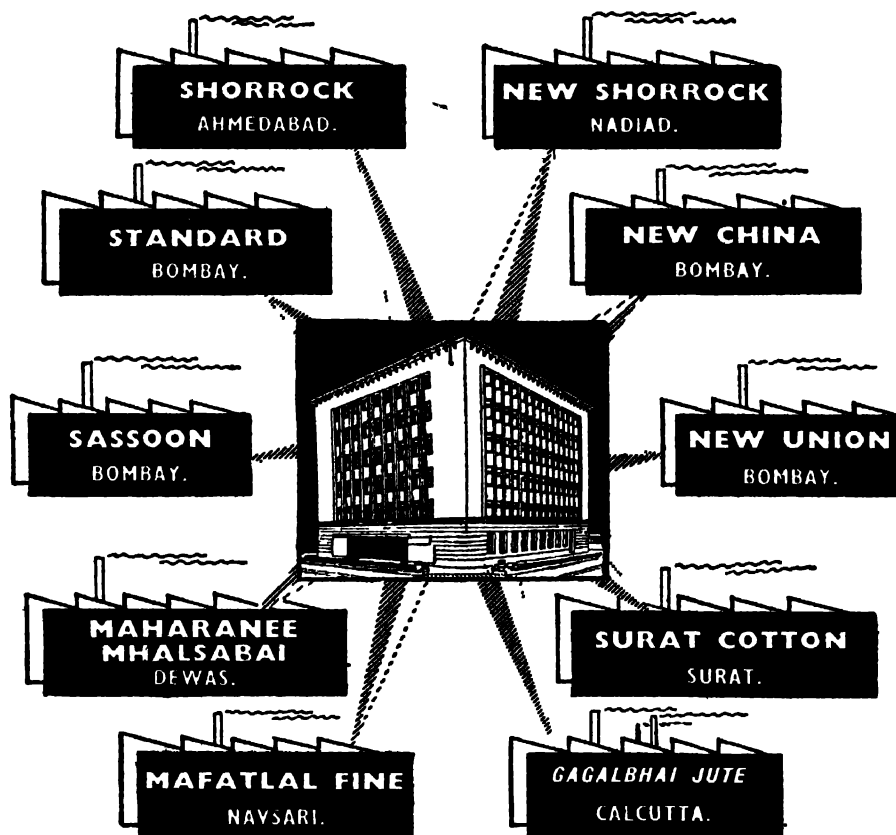 SHORROCK
AHMEDABAD.
NEW SHORROCK
NADIAD.
STANDARD
BOMBAY.
NEW CHINA
BOMBAY.
SASSOON
BOMBAY.
NEW UNION
BOMBAY.
MAHARANEE
MHALSABAI
DEWAS.
SURAT COTTON
SURAT.
MAFATLAL FINE
NAVSARI.
GAGALBHAI JUTE
CALCUTTA.